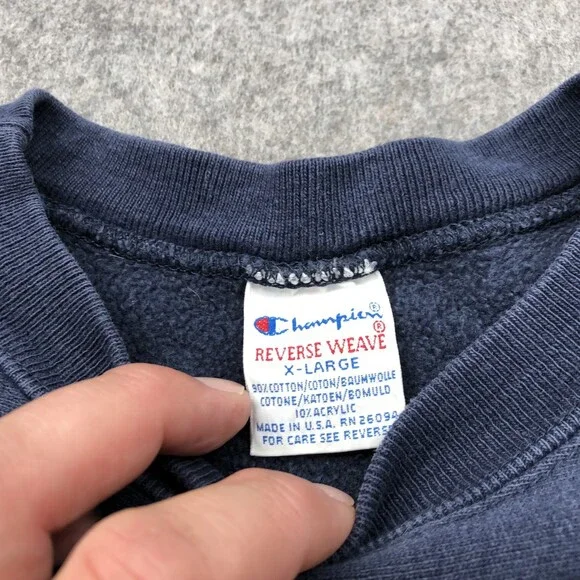 Champion®
REVERSE WEAVE®
X-LARGE
90% COTTON/COTON/BAUMWOLLE
COTONE/KATOEN/BOMULD
10% ACRYLIC
MADE IN U.S.A. RN 26094
FOR CARE SEE REVERSE